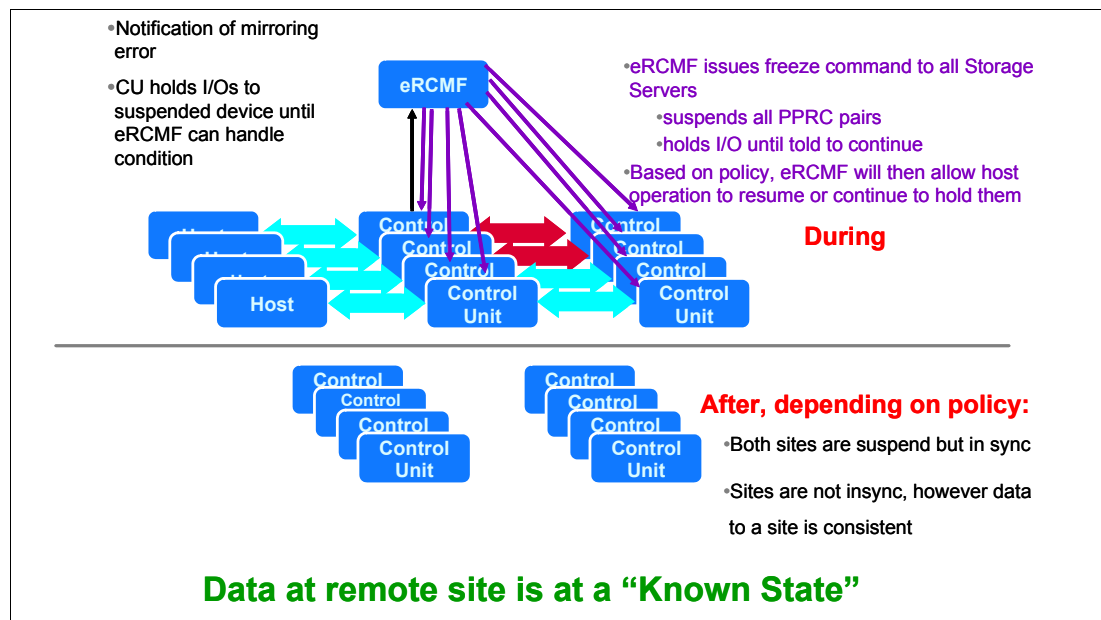 •Notification of mirroring
error
•CU holds I/Os to
suspended device until
eRCMF can handle
condition
eRCMF
•eRCMF issues freeze command to all Storage
Servers
•suspends all PPRC pairs
•holds I/O until told to continue
•Based on policy, eRCMF will then allow host
operation to resume or continue to hold them
During
Host
Control
Control
Control
Control
Unit
Control
Control
Control
Control
Unit
Control
Control
Control
Control
Unit
Control
Control
Control
Control
Unit
After, depending on policy:
•Both sites are suspend but in sync
•Sites are not insync, however data
to a site is consistent
Data at remote site is at a “Known State”